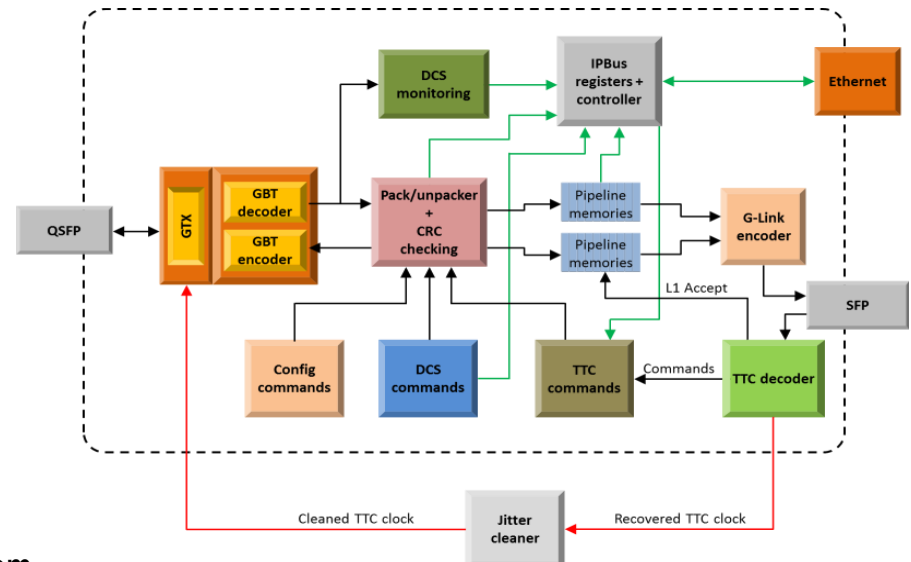 DCS
monitoring
IPBus
registers +
controller
Ethernet
QSFP
GTX
GBT
decoder
GBT
encoder
Pack/unpacker
+
CRC
checking
Pipeline
memories
Pipeline
memories
G-Link
encoder
L1 Accept
SFP
Config
commands
DCS
commands
TTC
commands
Commands
TTC decoder
Cleaned TTC clock
Jitter
cleaner
Recovered TTC clock